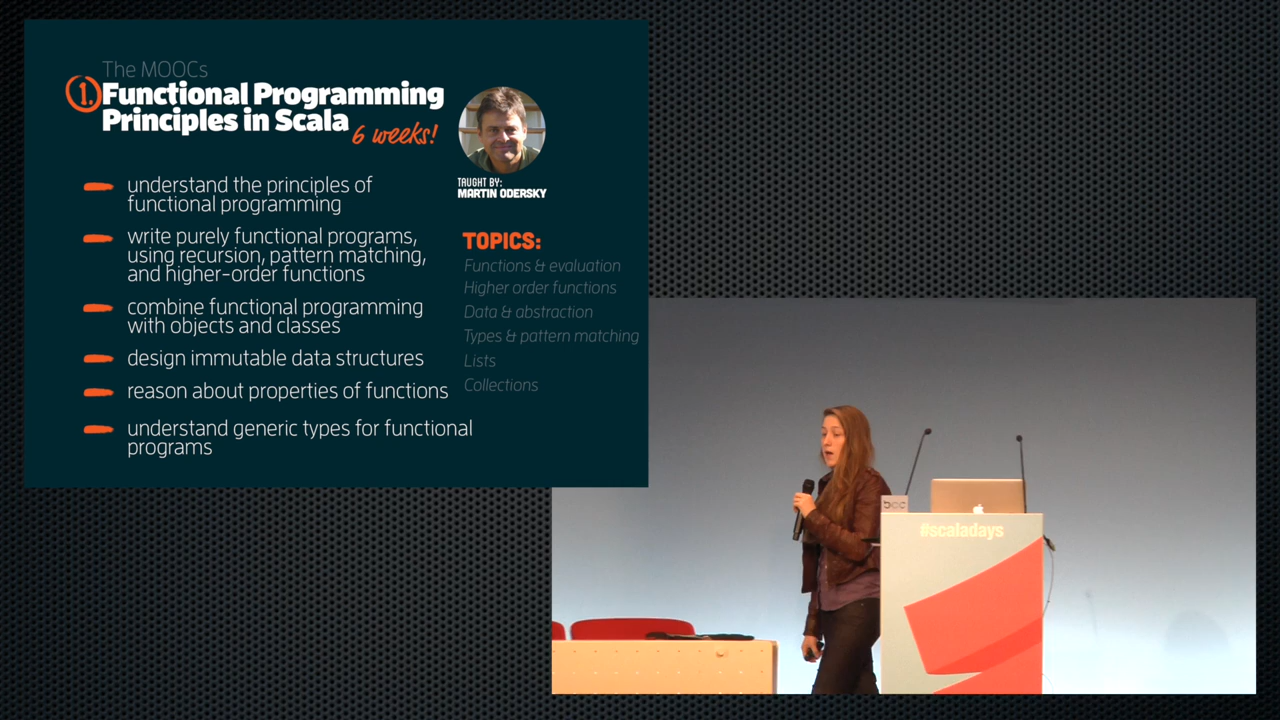 The MOOCs
1. Functional Programming
Principles in Scala
6 weeks!
understand the principles of
functional programming
write purely functional programs,
using recursion, pattern matching,
and higher-order functions
combine functional programming
with objects and classes
design immutable data structures
reason about properties of functions
understand generic types for functional
programs
TAUGHT BY:
MARTIN ODERSKY
TOPICS:
Functions & evaluation
Higher order functions
Data & abstraction
Types & pattern matching
Lists
Collections
#scaladays